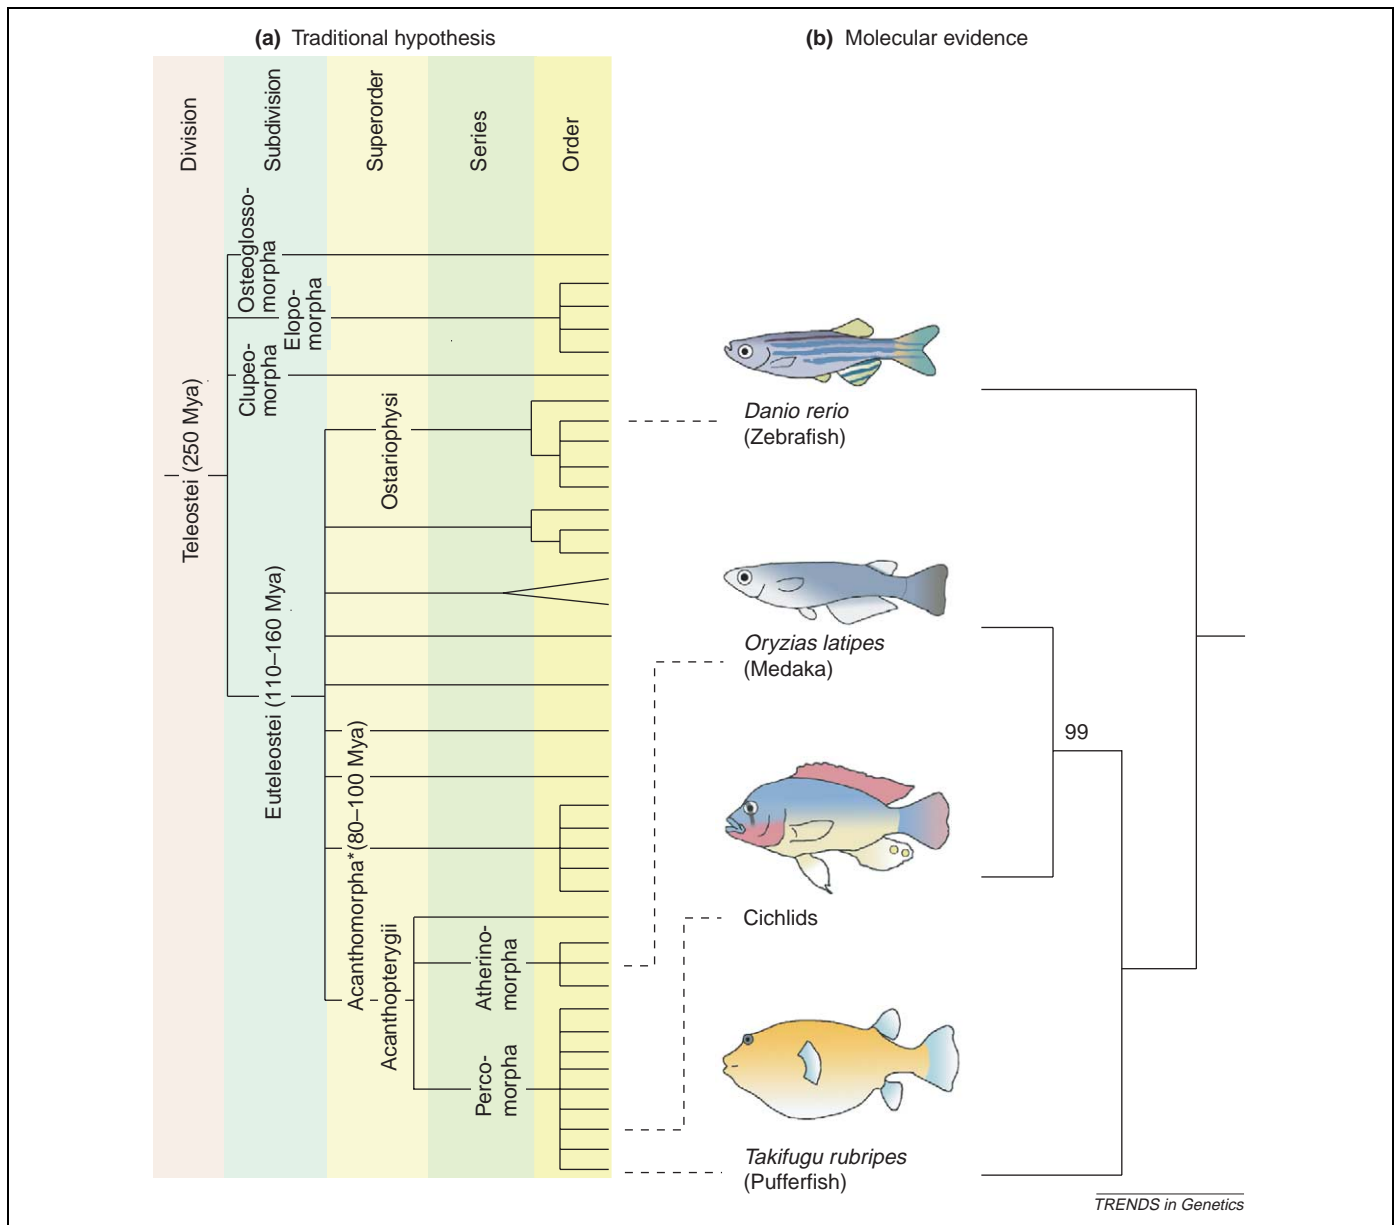 (a) Traditional hypothesis
(b) Molecular evidence
Division
Subdivision
Superorder
Series
Order
Osteoglosso-
morpha
Elopo-
morpha
Clupeo-
morpha
Teleostei (250 Mya)
Ostariophysi
Euteleostei (110–160 Mya)
Acanthomorpha*(80–100 Mya)
Acanthopterygii
Atherino-
morpha
Perco-
morpha
Danio rerio
(Zebrafish)
Oryzias latipes
(Medaka)
99
Cichlids
Takifugu rubripes
(Pufferfish)
TRENDS in Genetics